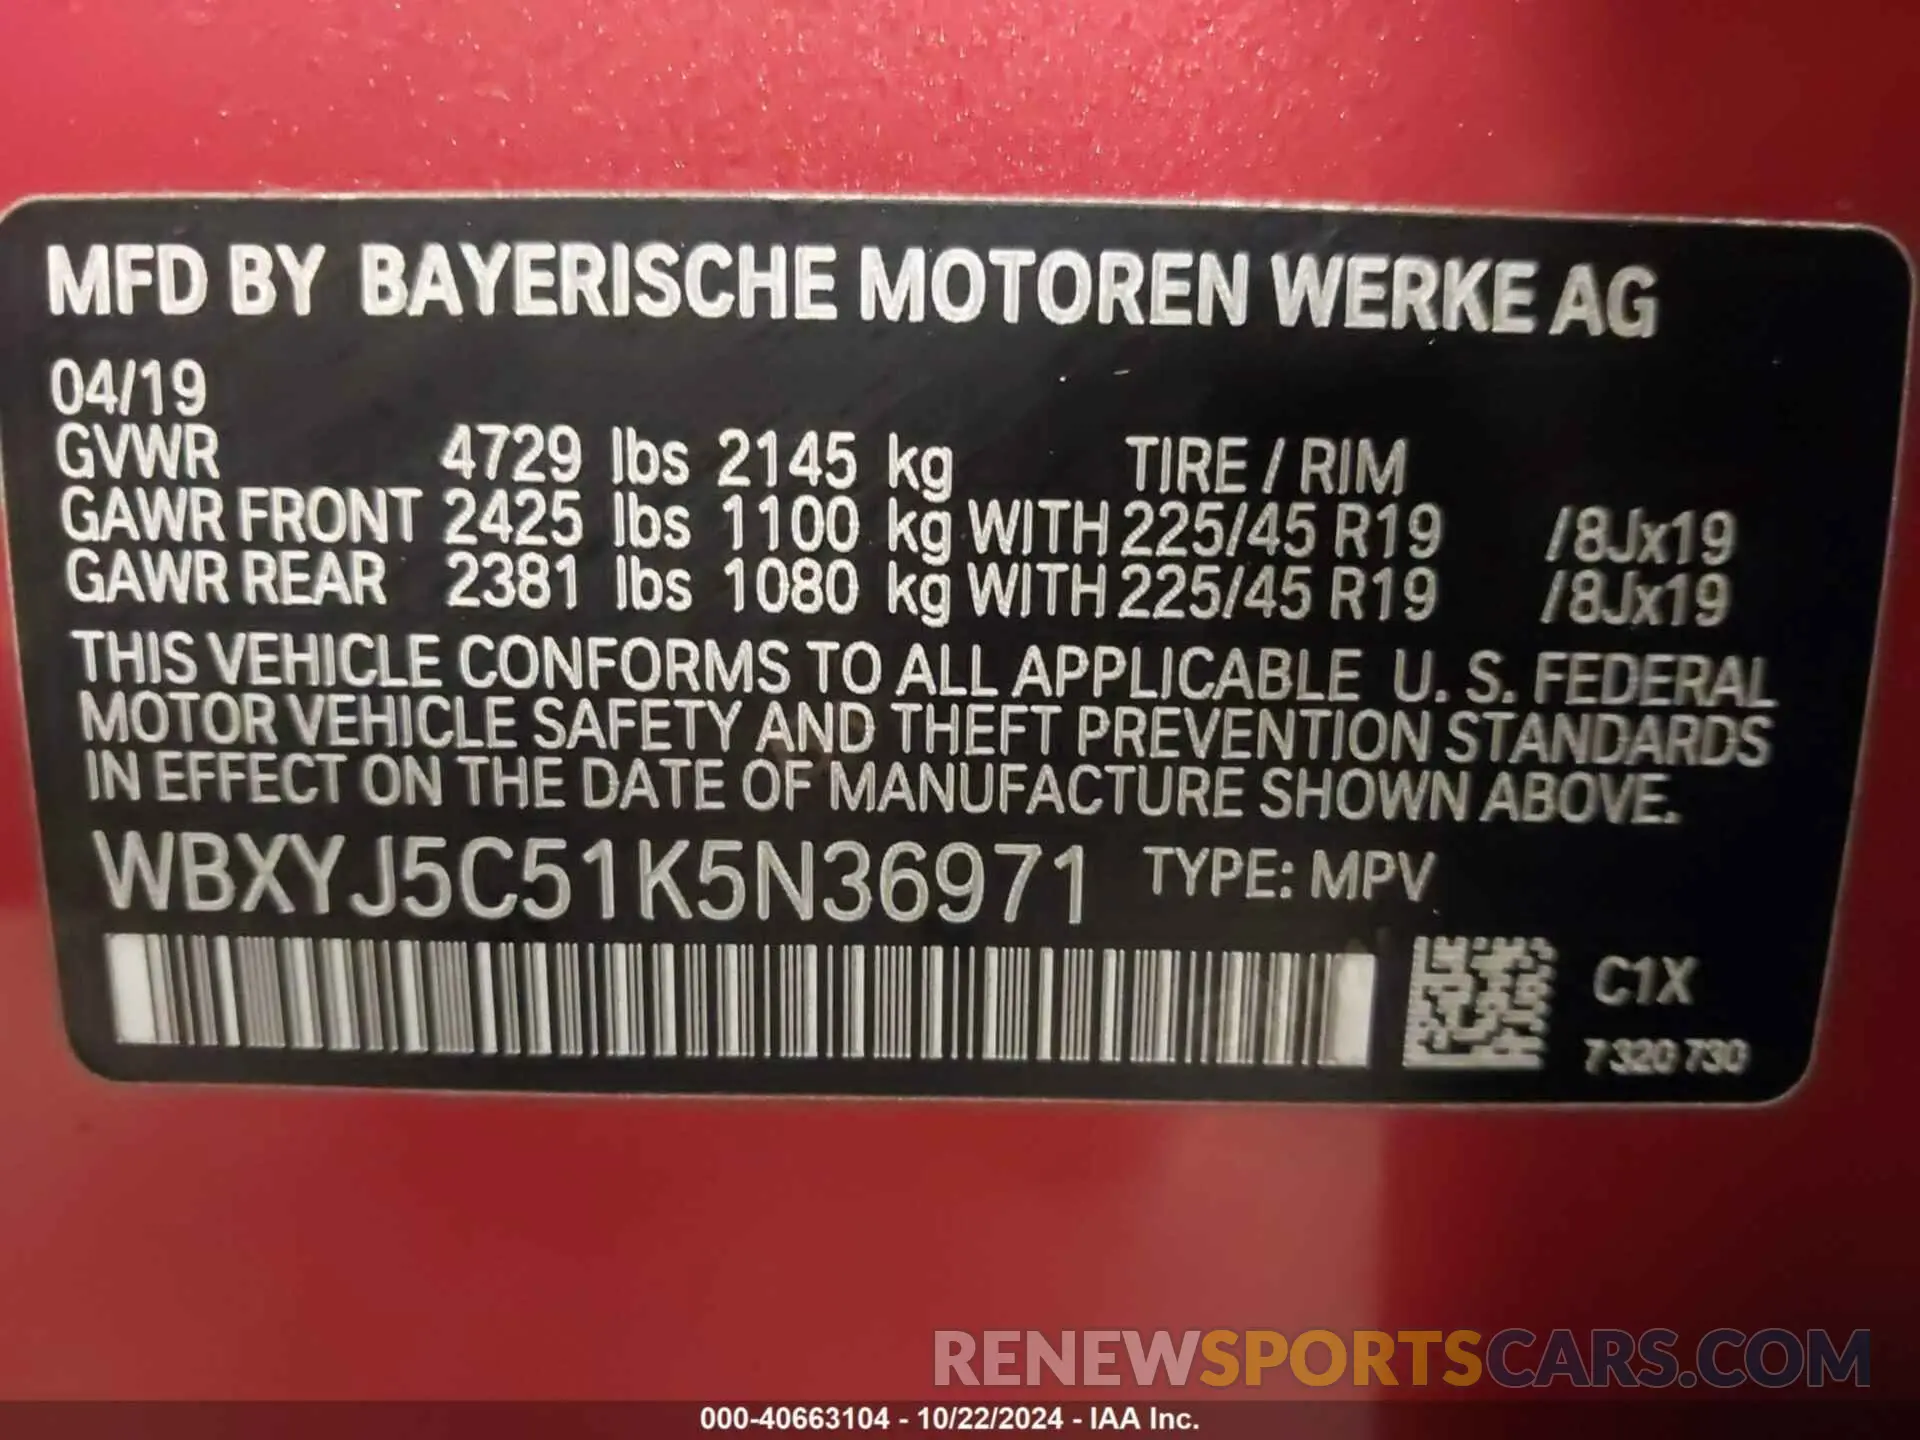 MFD BY BAYERISCHE MOTOREN WERKE AG
04/19
GVWR 4729 lbs 2145 kg TIRE / RIM
GAWR FRONT 2425 lbs 1100 kg WITH 225/45 R19 /8Jx19
GAWR REAR 2381 lbs 1080 kg WITH 225/45 R19 /8Jx19
THIS VEHICLE CONFORMS TO ALL APPLICABLE U. S. FEDERAL
MOTOR VEHICLE SAFETY AND THEFT PREVENTION STANDARDS
IN EFFECT ON THE DATE OF MANUFACTURE SHOWN ABOVE.
WBXYJ5C51K5N36971 TYPE: MPV
C1X
7 320 730
RENEWSPORTSCARS.COM
000-40663104 - 10/22/2024 - IAA Inc.